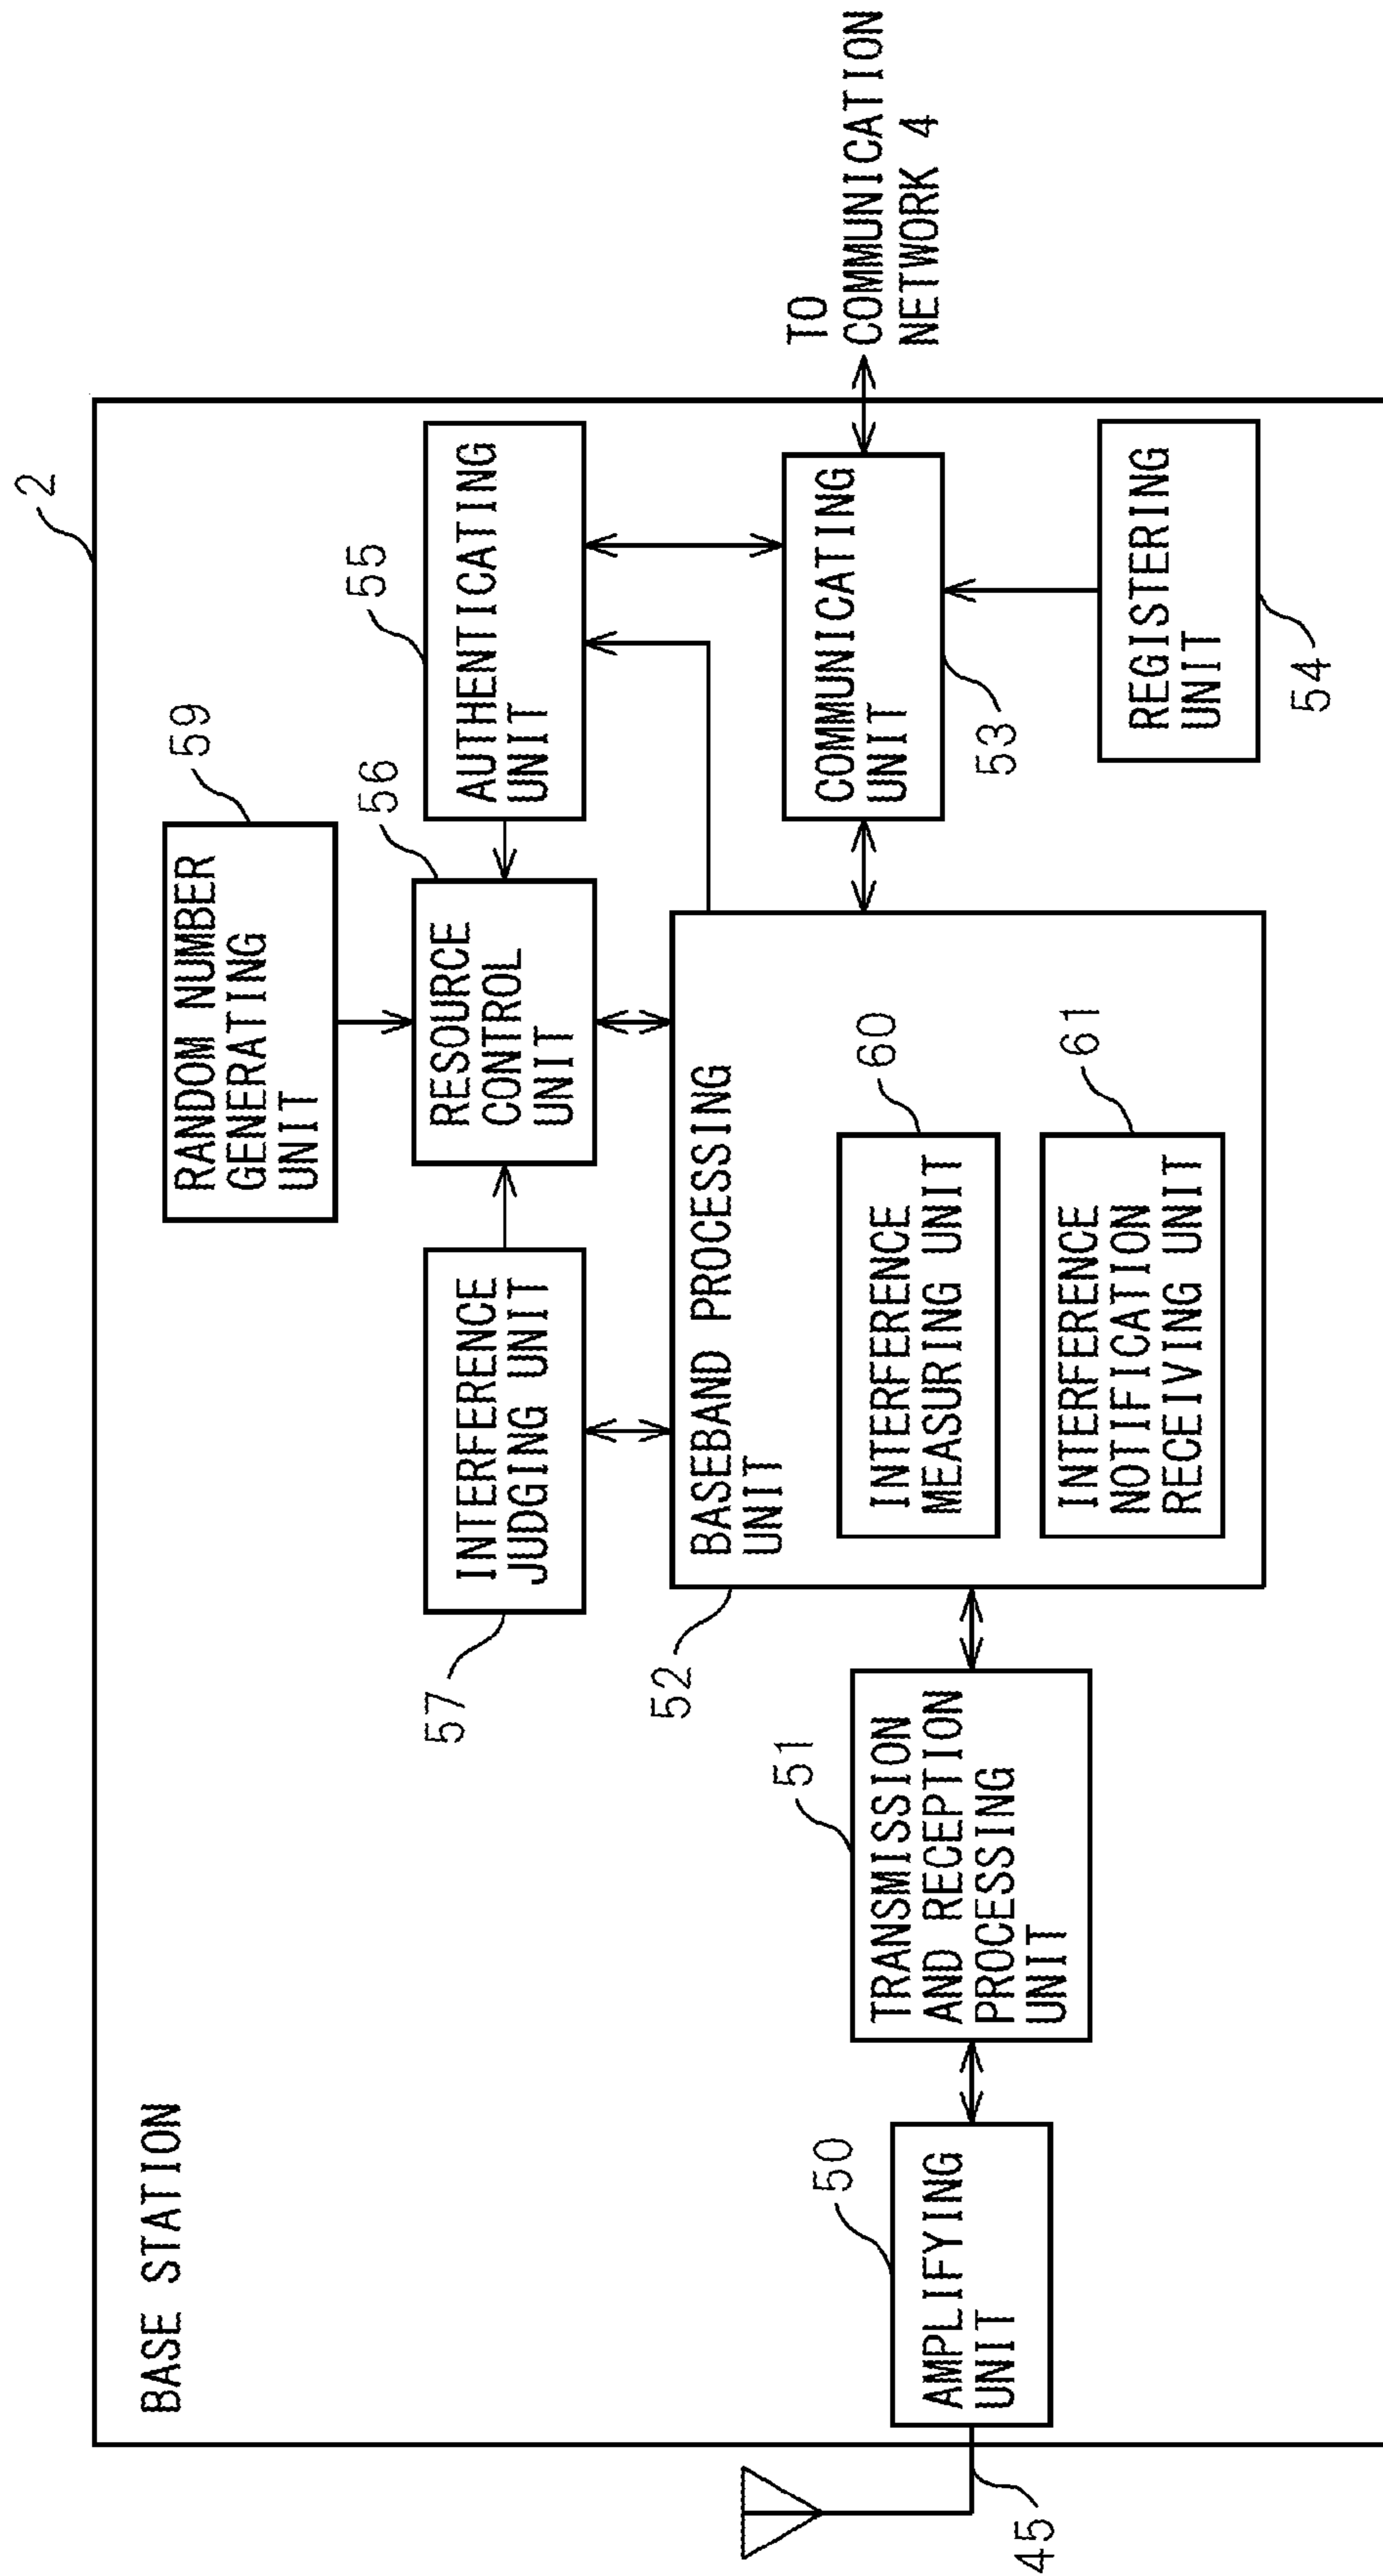 BASE STATION
2
RANDOM NUMBER
GENERATING
UNIT
59
INTERFERENCE
JUDGING UNIT
57
RESOURCE
CONTROL
UNIT
56
AUTHENTICATING
UNIT
55
AMPLIFYING
UNIT
50
45
TRANSMISSION
AND RECEPTION
PROCESSING
UNIT
51
BASEBAND PROCESSING
UNIT
52
INTERFERENCE
MEASURING UNIT
60
INTERFERENCE
NOTIFICATION
RECEIVING UNIT
61
COMMUNICATING
UNIT
53
REGISTERING
UNIT
54
TO
COMMUNICATION
NETWORK 4